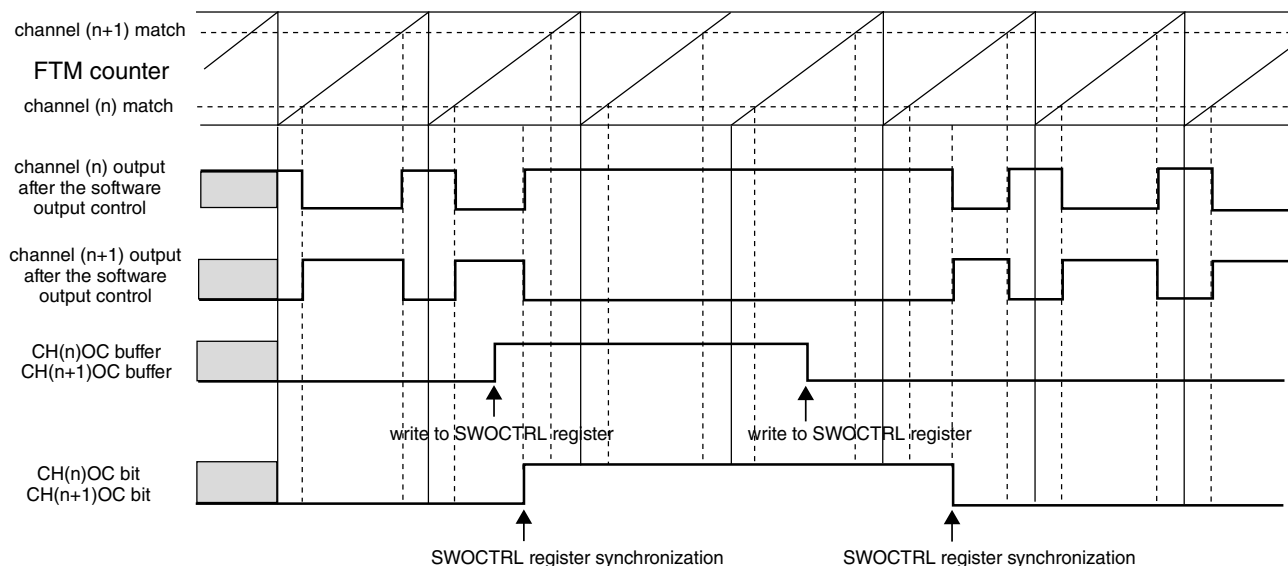 channel (n+1) match
FTM counter
channel (n) match
channel (n) output
after the software
output control
channel (n+1) output
after the software
output control
CH(n)OC buffer
CH(n+1)OC buffer
write to SWOCTRL register
write to SWOCTRL register
CH(n)OC bit
CH(n+1)OC bit
SWOCTRL register synchronization
SWOCTRL register synchronization